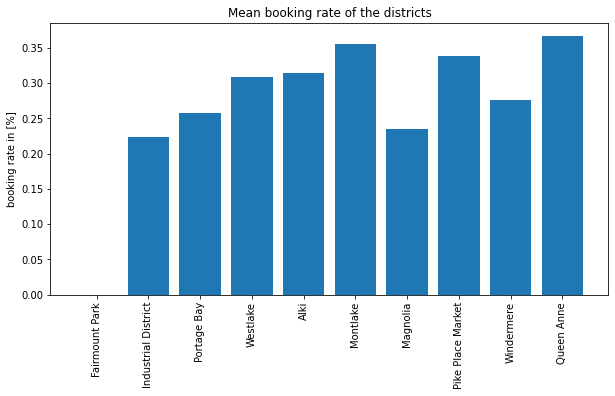 Mean booking rate of the districts
booking rate in [%]
0.35
0.30
0.25
0.20
0.15
0.10
0.05
0.00
Fairmount Park
Industrial District
Portage Bay
Westlake
Alki
Montlake
Magnolia
Pike Place Market
Windermere
Queen Anne